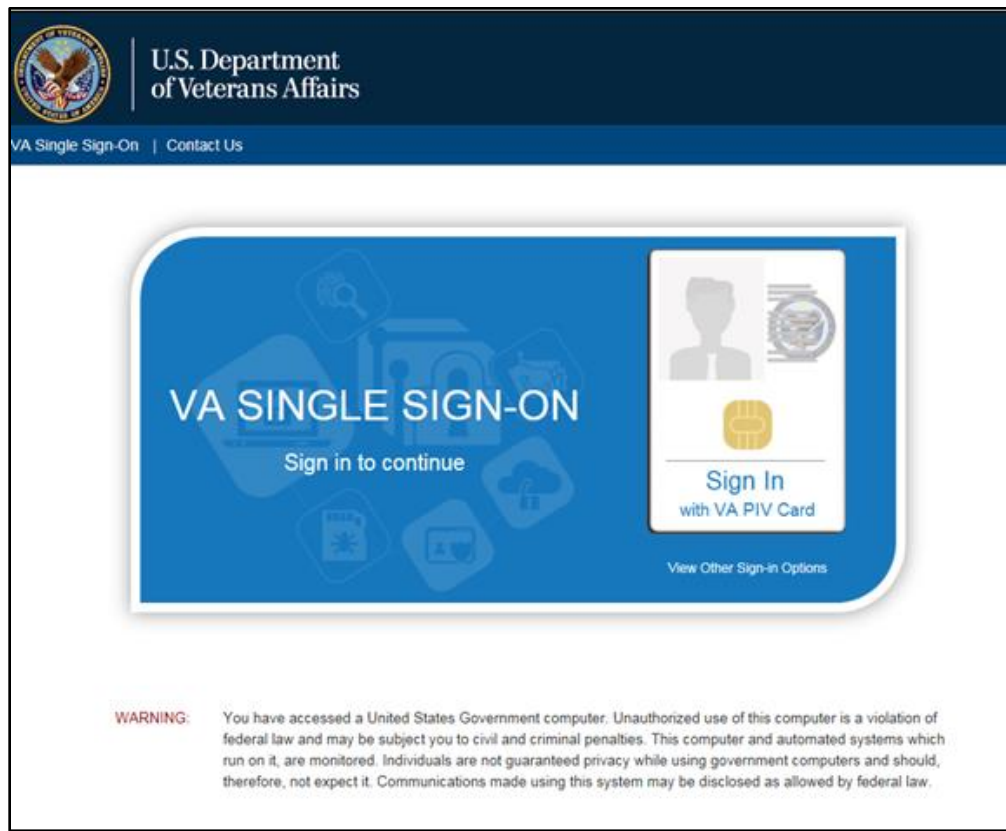 U.S. Department
of Veterans Affairs
VA Single Sign-On | Contact Us
VA SINGLE SIGN-ON
Sign in to continue
Sign In
with VA PIV Card
View Other Sign-in Options
WARNING: You have accessed a United States Government computer. Unauthorized use of this computer is a violation of
federal law and may be subject you to civil and criminal penalties. This computer and automated systems which
run on it, are monitored. Individuals are not guaranteed privacy while using government computers and should,
therefore, not expect it. Communications made using this system may be disclosed as allowed by federal law.